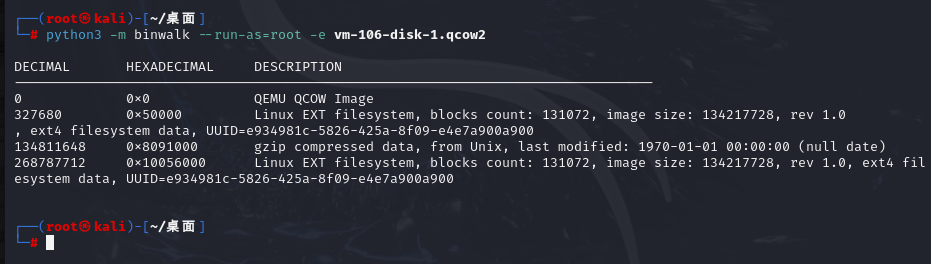 ┌──(root㉿kali)-[~/桌面]
└─# python3 -m binwalk --run-as=root -e vm-106-disk-1.qcow2
DECIMAL       HEXADECIMAL     DESCRIPTION
--------------------------------------------------------------------------------
0             0x0             QEMU QCOW Image
327680        0x50000         Linux EXT filesystem, blocks count: 131072, image size: 134217728, rev 1.0
, ext4 filesystem data, UUID=e934981c-5826-425a-8f09-e4e7a900a900
134811648     0x8091000       gzip compressed data, from Unix, last modified: 1970-01-01 00:00:00 (null date)
268787712     0x10056000      Linux EXT filesystem, blocks count: 131072, image size: 134217728, rev 1.0, ext4 fil
esystem data, UUID=e934981c-5826-425a-8f09-e4e7a900a900
┌──(root㉿kali)-[~/桌面]
└─#